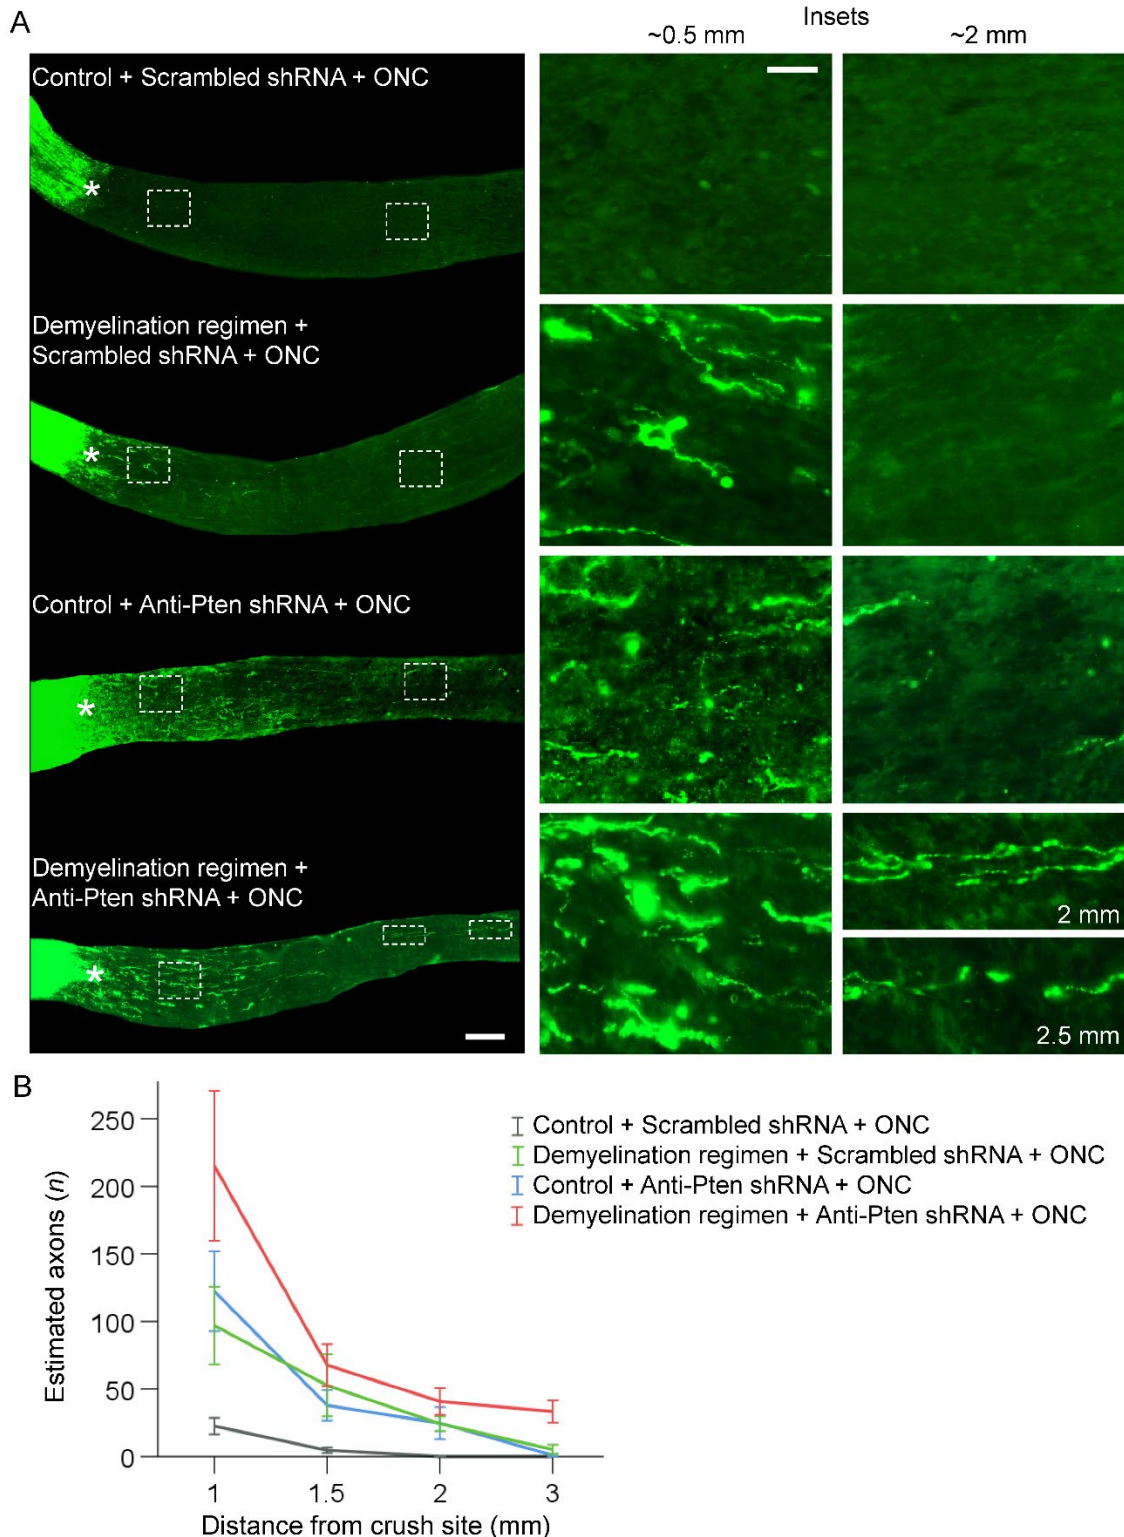 A
Insets
~0.5 mm
~2 mm
Control + Scrambled shRNA + ONC
*
Demyelination regimen +
Scrambled shRNA + ONC
*
Control + Anti-Pten shRNA + ONC
*
Demyelination regimen +
Anti-Pten shRNA + ONC
*
2 mm
2.5 mm
B
Estimated axons (n)
250
200
150
100
50
0
1
1.5
2
3
Distance from crush site (mm)
Control + Scrambled shRNA + ONC
Demyelination regimen + Scrambled shRNA + ONC
Control + Anti-Pten shRNA + ONC
Demyelination regimen + Anti-Pten shRNA + ONC